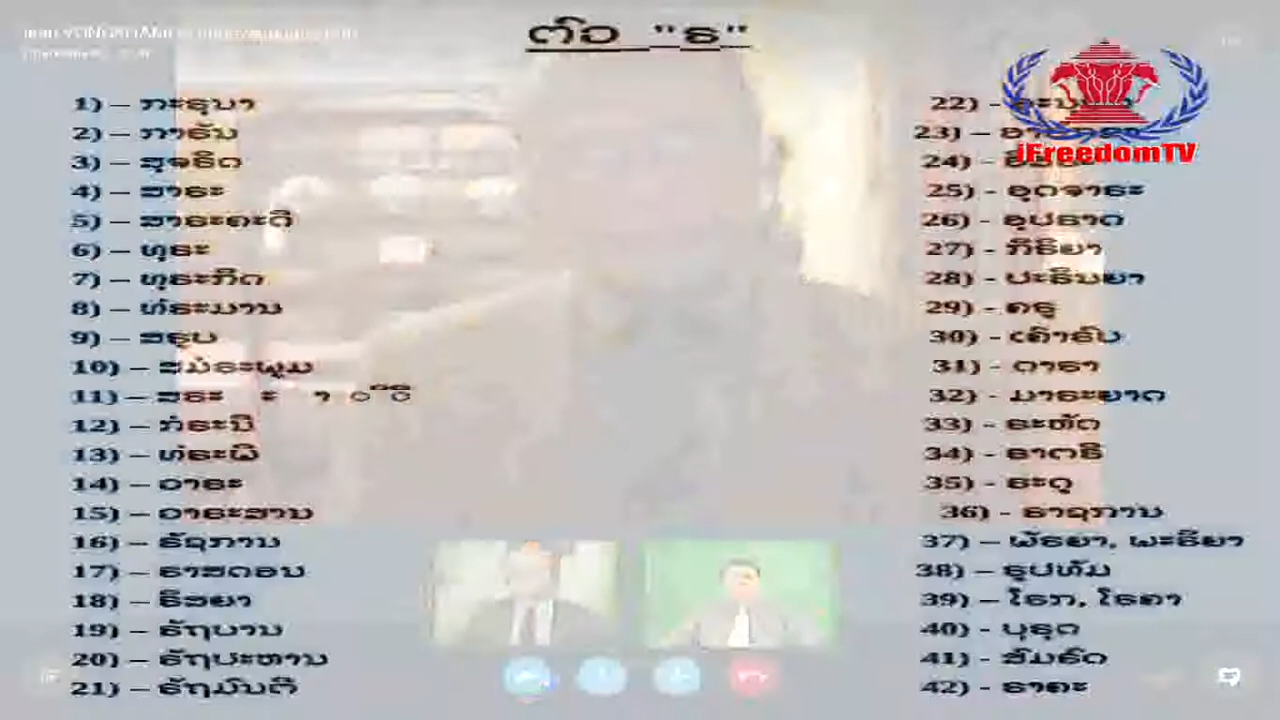 ຕົວ "ຣ"
1) – ກະຣຸນາ
2) – ການັນ
3) – ສຸຈຣິດ
4) – ສາຣະ
5) – ສາຣະຄະດີ
6) – ທຸຣະ
7) – ທຸຣະກິດ
8) – ທໍຣະມານ
9) – ສຣຸບ
10) – ສມໍຣະພູມ
11) – ສຣະ ະ າ ິ ີ
12) – ກໍຣະນີ
13) – ທໍຣະນີ
14) – ວາຣະ
15) – ວາຣະສານ
16) – ຣັຊການ
17) – ຣາສດອນ
18) – ຣິສຍາ
19) – ຣັຖບານ
20) – ຣັຖປະຫານ
21) – ຣັຖມົນຕີ
22) -
23) –
24) –
25) - ອຸດຈາຣະ
26) - ອຸປຣາດ
27) - ກິຣິຍາ
28) - ປະຣິນຍາ
29) - ຄຣູ
30) - ເຄົາຣົບ
31) - ດາຣາ
32) - ມາຣະຍາດ
33) - ຣະຫັດ
34) - ຣາຕຣີ
35) - ຣະດູ
36) - ຣາຊການ
37) – ພັຣຍາ, ພະຣິຍາ
38) – ຣູປທັມ
39) – ໂຣກ, ໂຣຄາ
40) - ບຸຣຸດ
41) - ສົມຣົດ
42) - ຣາຄະ
iFreedomTV